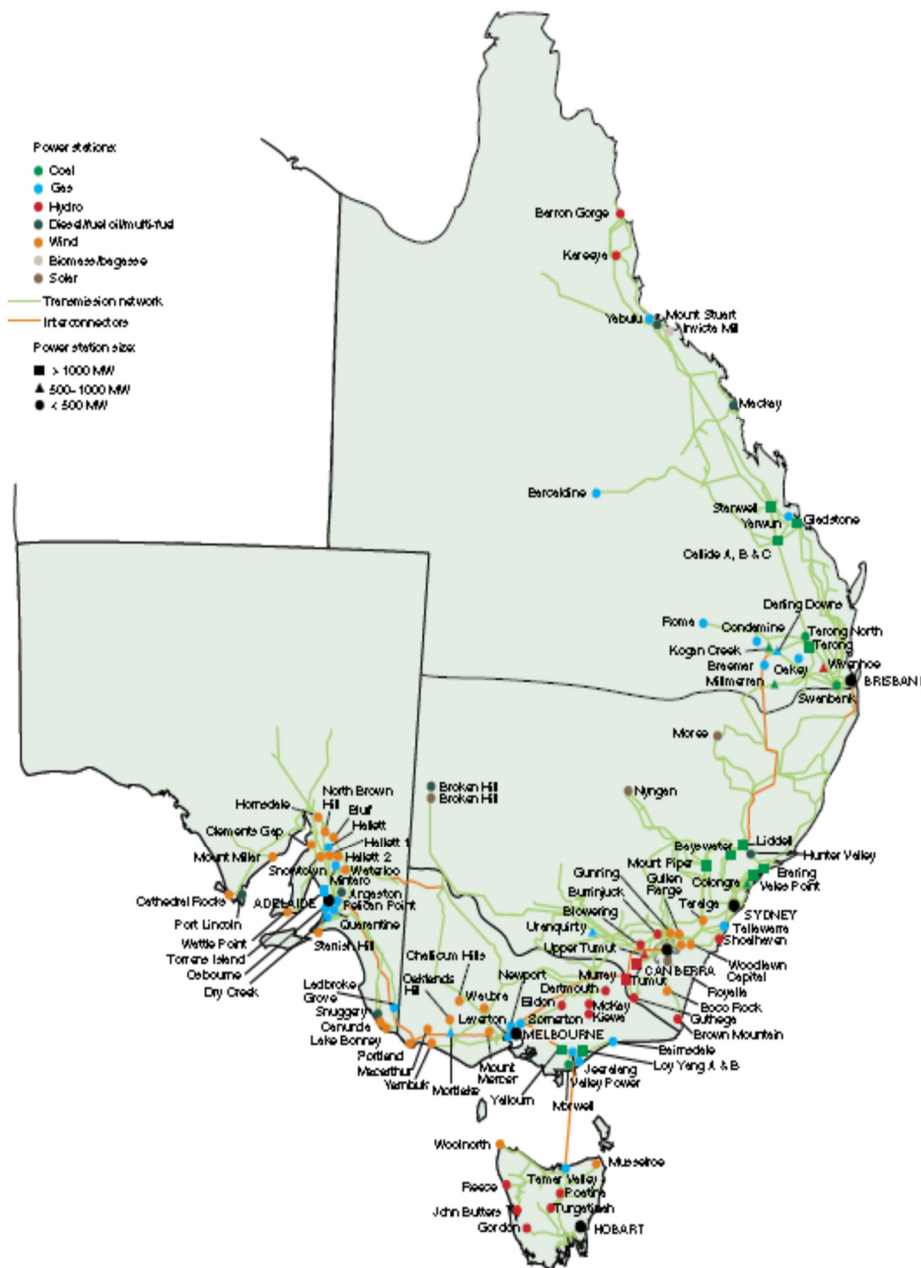 Power stations:
Coal
Gas
Hydro
Diesel/fuel oil/multi-fuel
Wind
Biomass/bagasse
Solar
Transmission network
Interconnectors
Power station size:
> 1000 MW
500–1000 MW
< 500 MW
Barron Gorge
Kareeya
Yabulu
Mount Stuart
Invicta Mill
Mackay
Barcaldine
Stanwell
Yarwun
Gladstone
Callide A, B & C
Darling Downs
Roma
Condamine
Tarong North
Tarong
Kogan Creek
Braemar
Oakey
Wivenhoe
Millmerran
BRISBANE
Swanbank
Moree
Broken Hill
Broken Hill
Nyngan
North Brown
Hill
Hornsdale
Bluff
Hallett
Clements Gap
Hallett 1
Mount Millar
Snowtown
Hallett 2
Waterloo
Mintaro
Cathedral Rocks
Port Lincoln
ADELAIDE
Angaston
Pelican Point
Wattle Point
Quarantine
Torrens Island
Osbourne
Starfish Hill
Dry Creek
Bayswater
Liddell
Hunter Valley
Mount Piper
Eraring
Gunning
Gullen
Range
Colongra
Vales Point
Burrinjuck
Taralga
SYDNEY
Blowering
Tallawarra
Uranquinty
Shoalhaven
Upper Tumut
Woodlawn
Capital
CANBERRA
Murray
Tumut
Royalla
Boco Rock
Guthega
Brown Mountain
Challicum Hills
Oaklands
Hill
Newport
Dartmouth
Waubra
Eildon
McKay
Kiewa
Laverton
Somerton
MELBOURNE
Ladbroke
Grove
Snuggery
Canunda
Lake Bonney
Portland
Macarthur
Yambuk
Mortlake
Mount
Mercer
Bairnsdale
Loy Yang A & B
Jeeralang
Valley Power
Yallourn
Morwell
Woolnorth
Musselroe
Tamar Valley
Reece
Poatina
John Butters
Tungatinah
Gordon
HOBART